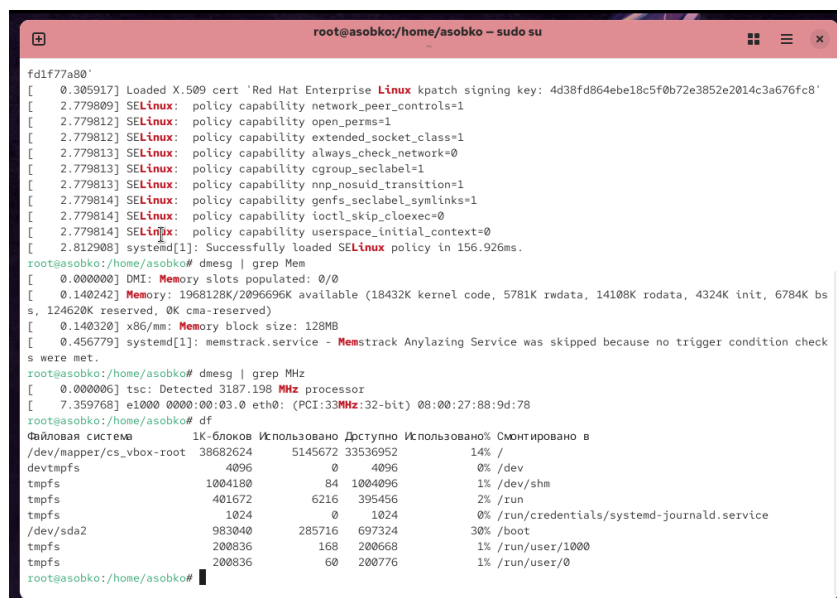 root@asobko:/home/asobko — sudo su
~
fd1f77a80'
[    0.305917] Loaded X.509 cert 'Red Hat Enterprise Linux kpatch signing key: 4d38fd864ebe18c5f0b72e3852e2014c3a676fc8'
[    2.779809] SELinux:  policy capability network_peer_controls=1
[    2.779812] SELinux:  policy capability open_perms=1
[    2.779812] SELinux:  policy capability extended_socket_class=1
[    2.779813] SELinux:  policy capability always_check_network=0
[    2.779813] SELinux:  policy capability cgroup_seclabel=1
[    2.779813] SELinux:  policy capability nnp_nosuid_transition=1
[    2.779814] SELinux:  policy capability genfs_seclabel_symlinks=1
[    2.779814] SELinux:  policy capability ioctl_skip_cloexec=0
[    2.779814] SELinux:  policy capability userspace_initial_context=0
[    2.812908] systemd[1]: Successfully loaded SELinux policy in 156.926ms.
root@asobko:/home/asobko# dmesg | grep Mem
[    0.000000] DMI: Memory slots populated: 0/0
[    0.140242] Memory: 1968128K/2096696K available (18432K kernel code, 5781K rwdata, 14108K rodata, 4324K init, 6784K bs
s, 124620K reserved, 0K cma-reserved)
[    0.140320] x86/mm: Memory block size: 128MB
[    0.456779] systemd[1]: memstrack.service - Memstrack Anylazing Service was skipped because no trigger condition check
s were met.
root@asobko:/home/asobko# dmesg | grep MHz
[    0.000006] tsc: Detected 3187.198 MHz processor
[    7.359768] e1000 0000:00:03.0 eth0: (PCI:33MHz:32-bit) 08:00:27:88:9d:78
root@asobko:/home/asobko# df
Файловая система         1K-блоков Использовано Доступно Использовано% Смонтировано в
/dev/mapper/cs_vbox-root  38682624      5145672 33536952           14% /
devtmpfs                      4096            0     4096            0% /dev
tmpfs                      1004180           84  1004096            1% /dev/shm
tmpfs                       401672         6216   395456            2% /run
tmpfs                         1024            0     1024            0% /run/credentials/systemd-journald.service
/dev/sda2                   983040       285716   697324           30% /boot
tmpfs                       200836          168   200668            1% /run/user/1000
tmpfs                       200836           60   200776            1% /run/user/0
root@asobko:/home/asobko#